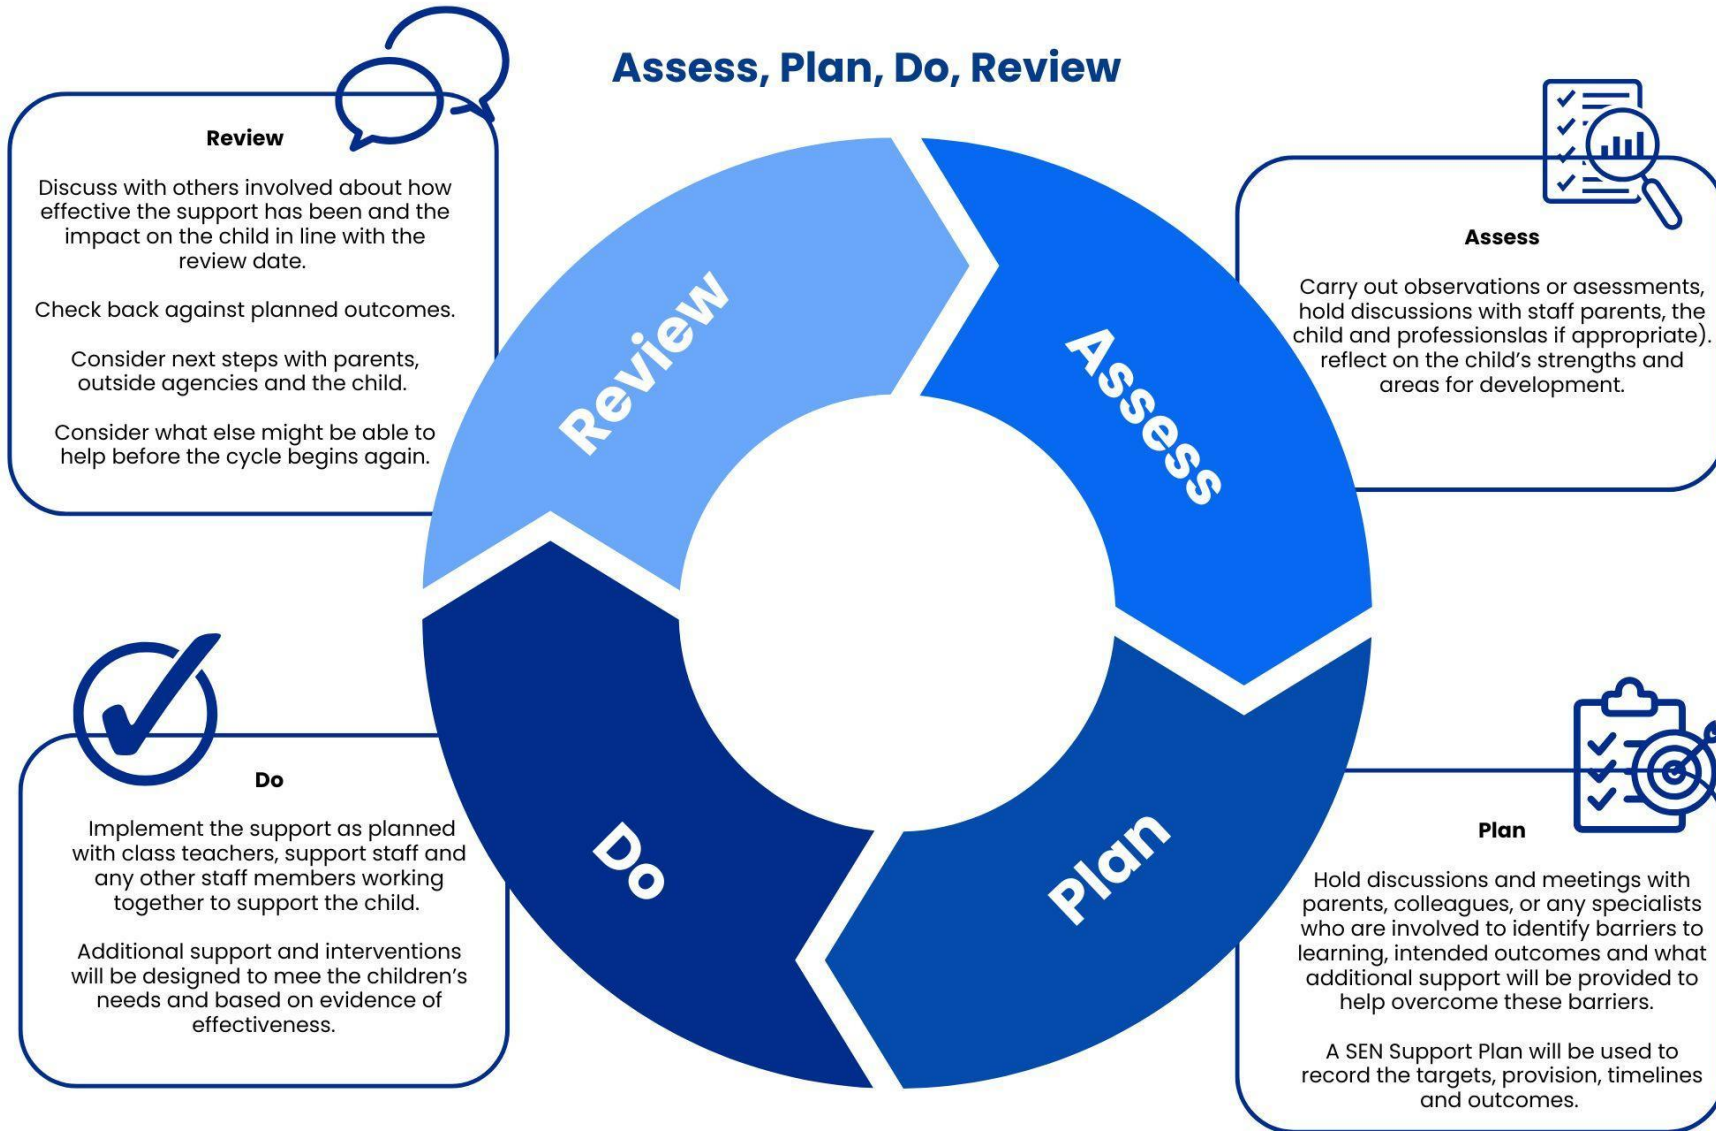 Assess, Plan, Do, Review
Review
Discuss with others involved about how
effective the support has been and the
impact on the child in line with the
review date.
Check back against planned outcomes.
Consider next steps with parents,
outside agencies and the child.
Consider what else might be able to
help before the cycle begins again.
Assess
Carry out observations or asessments,
hold discussions with staff parents, the
child and professionslas if appropriate).
reflect on the child's strengths and
areas for development.
Review
Assess
Do
Plan
Do
Implement the support as planned
with class teachers, support staff and
any other staff members working
together to support the child.
Additional support and interventions
will be designed to mee the children's
needs and based on evidence of
effectiveness.
Plan
Hold discussions and meetings with
parents, colleagues, or any specialists
who are involved to identify barriers to
learning, intended outcomes and what
additional support will be provided to
help overcome these barriers.
A SEN Support Plan will be used to
record the targets, provision, timelines
and outcomes.